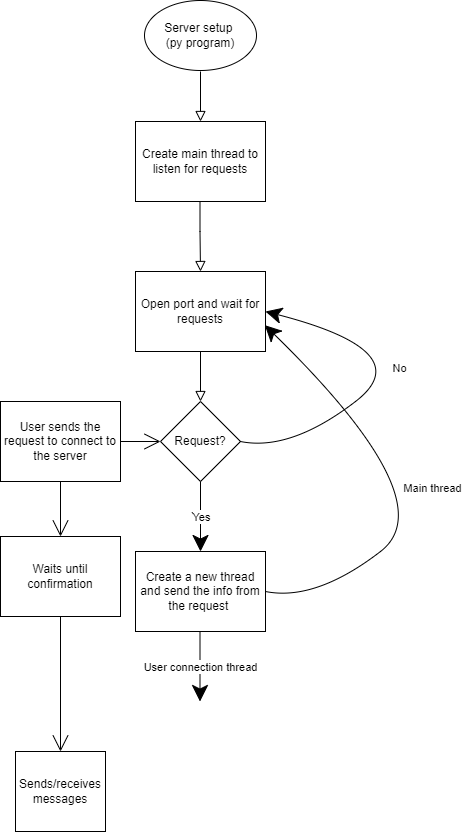 Server setup
(py program)
Create main thread to
listen for requests
Open port and wait for
requests
No
User sends the
request to connect to
the server
Request?
Main thread
Yes
Waits until
confirmation
Create a new thread
and send the info from
the request
User connection thread
Sends/receives
messages